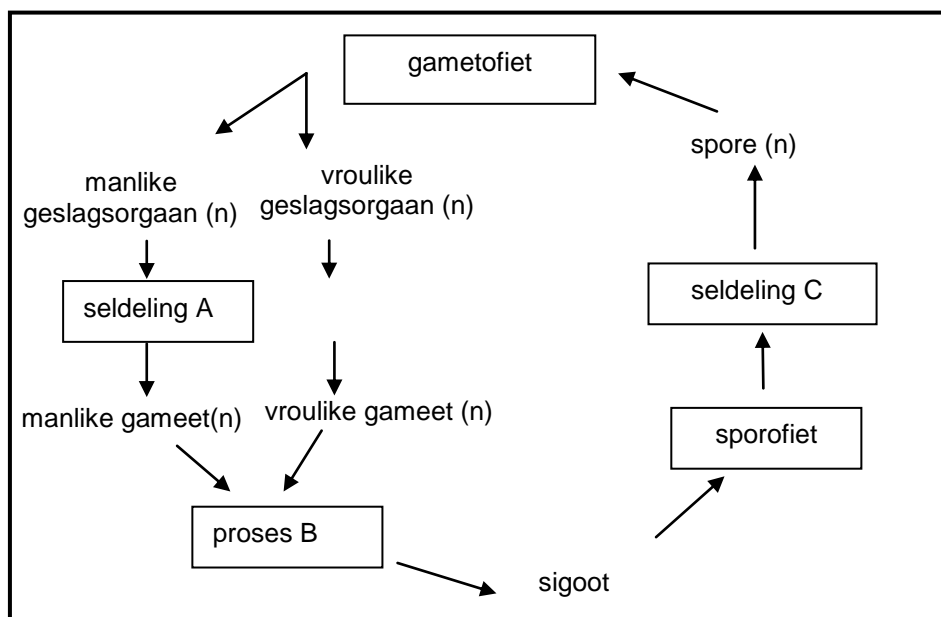 gametofiet
spore (n)
manlike
geslagsorgaan (n)
vroulike
geslagsorgaan (n)
seldeling A
seldeling C
manlike gameet(n)
vroulike gameet (n)
sporofiet
proses B
sigoot